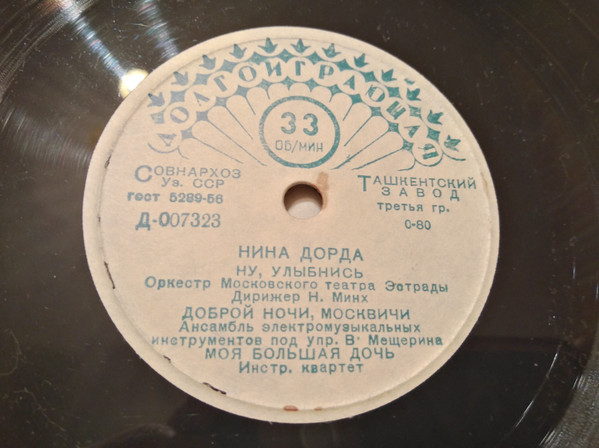 ДОЛГОИГРАЮЩАЯ
33
ОБ/МИН
СОВНАРХОЗ
Уз. ССР
ГОСТ 5289-56
Д-007323
ТАШКЕНТСКИЙ
ЗАВОД
третья гр.
0-80
НИНА ДОРДА
НУ, УЛЫБНИСЬ
Оркестр Московского театра Эстрады
Дирижер Н. Минх
ДОБРОЙ НОЧИ, МОСКВИЧИ
Ансамбль электромузыкальных
инструментов под упр. В. Мещерина
МОЯ БОЛЬШАЯ ДОЧЬ
Инстр. квартет